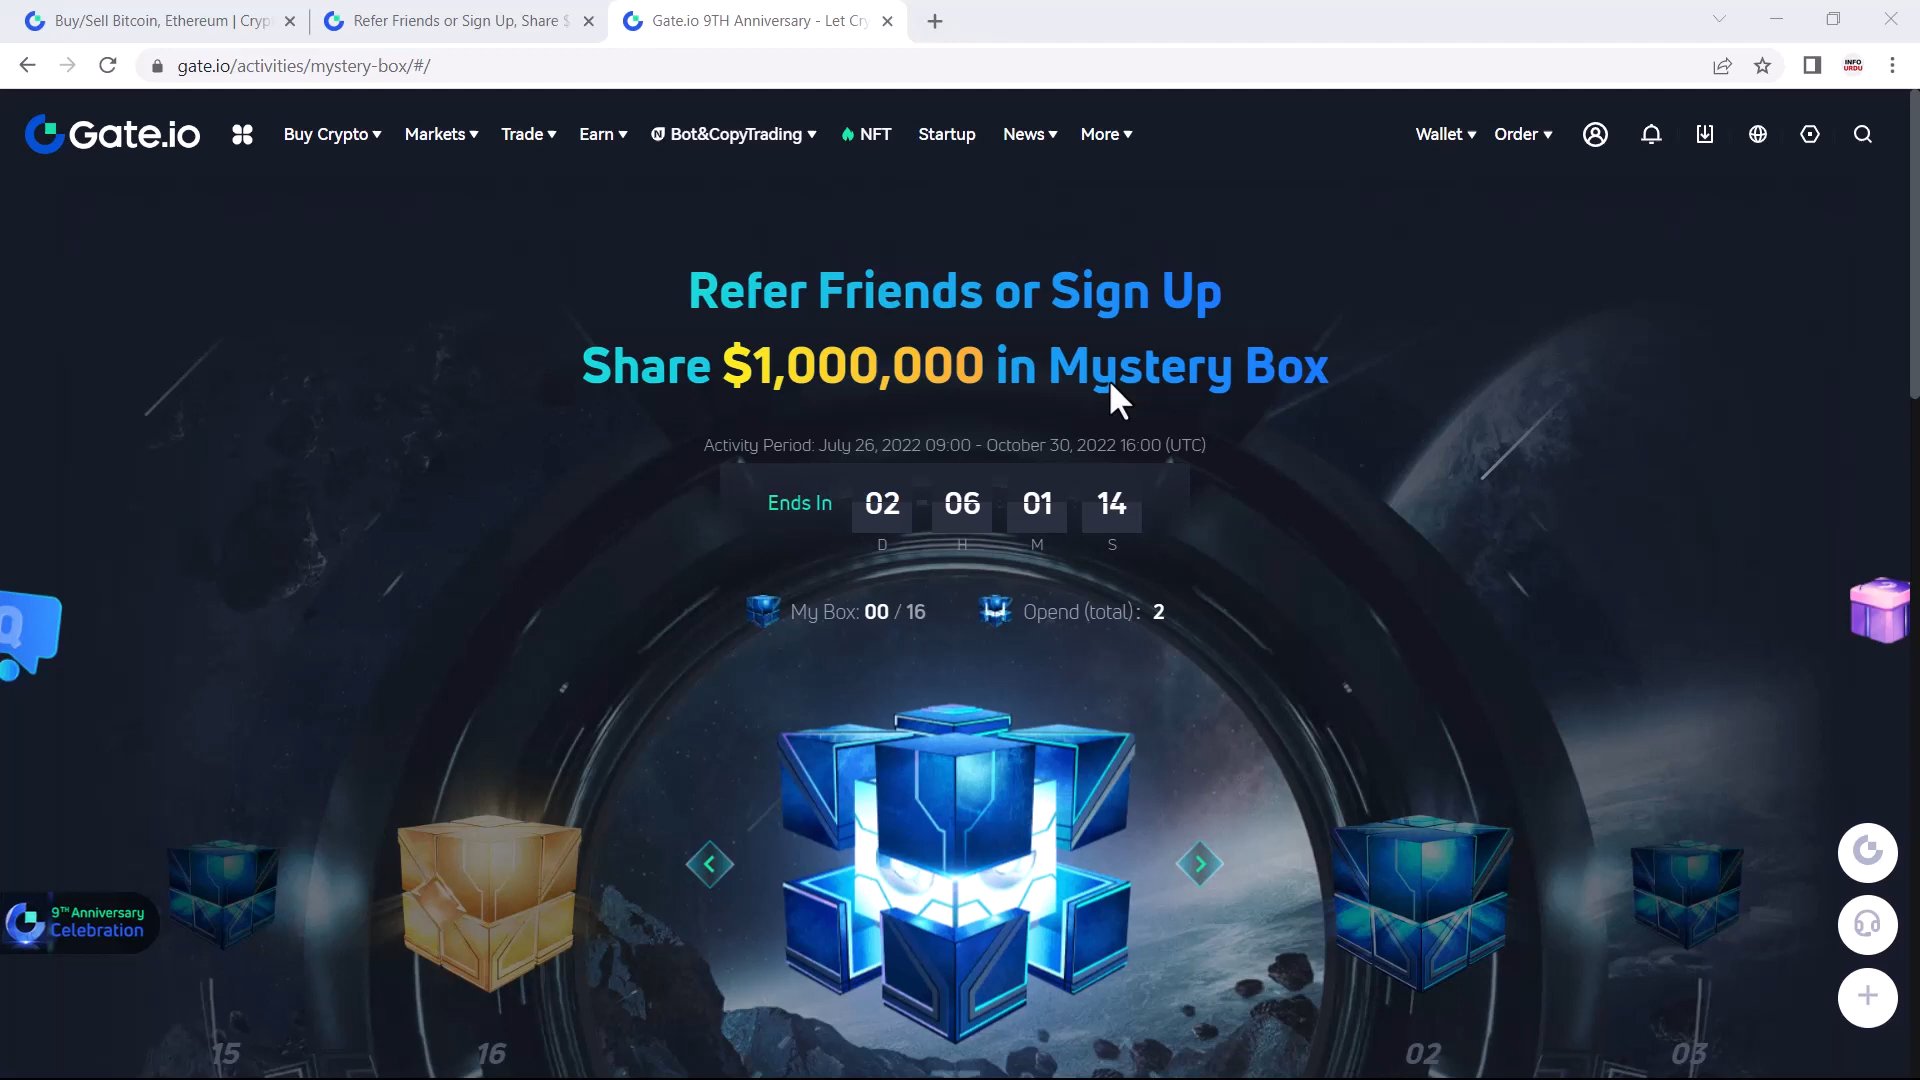 Buy/Sell Bitcoin, Ethereum | Cryp
Refer Friends or Sign Up, Share $
Gate.io 9TH Anniversary - Let Cry
gate.io/activities/mystery-box/#/
INFO
URDU
Gate.io
Buy Crypto
Markets
Trade
Earn
Bot&CopyTrading
NFT
Startup
News
More
Wallet
Order
Refer Friends or Sign Up
Share $1,000,000 in Mystery Box
Activity Period: July 26, 2022 09:00 - October 30, 2022 16:00 (UTC)
Ends In 02 06 01 14
D H M S
My Box: 00 / 16
Opend (total): 2
Q
9TH Anniversary
Celebration
15
16
02
03